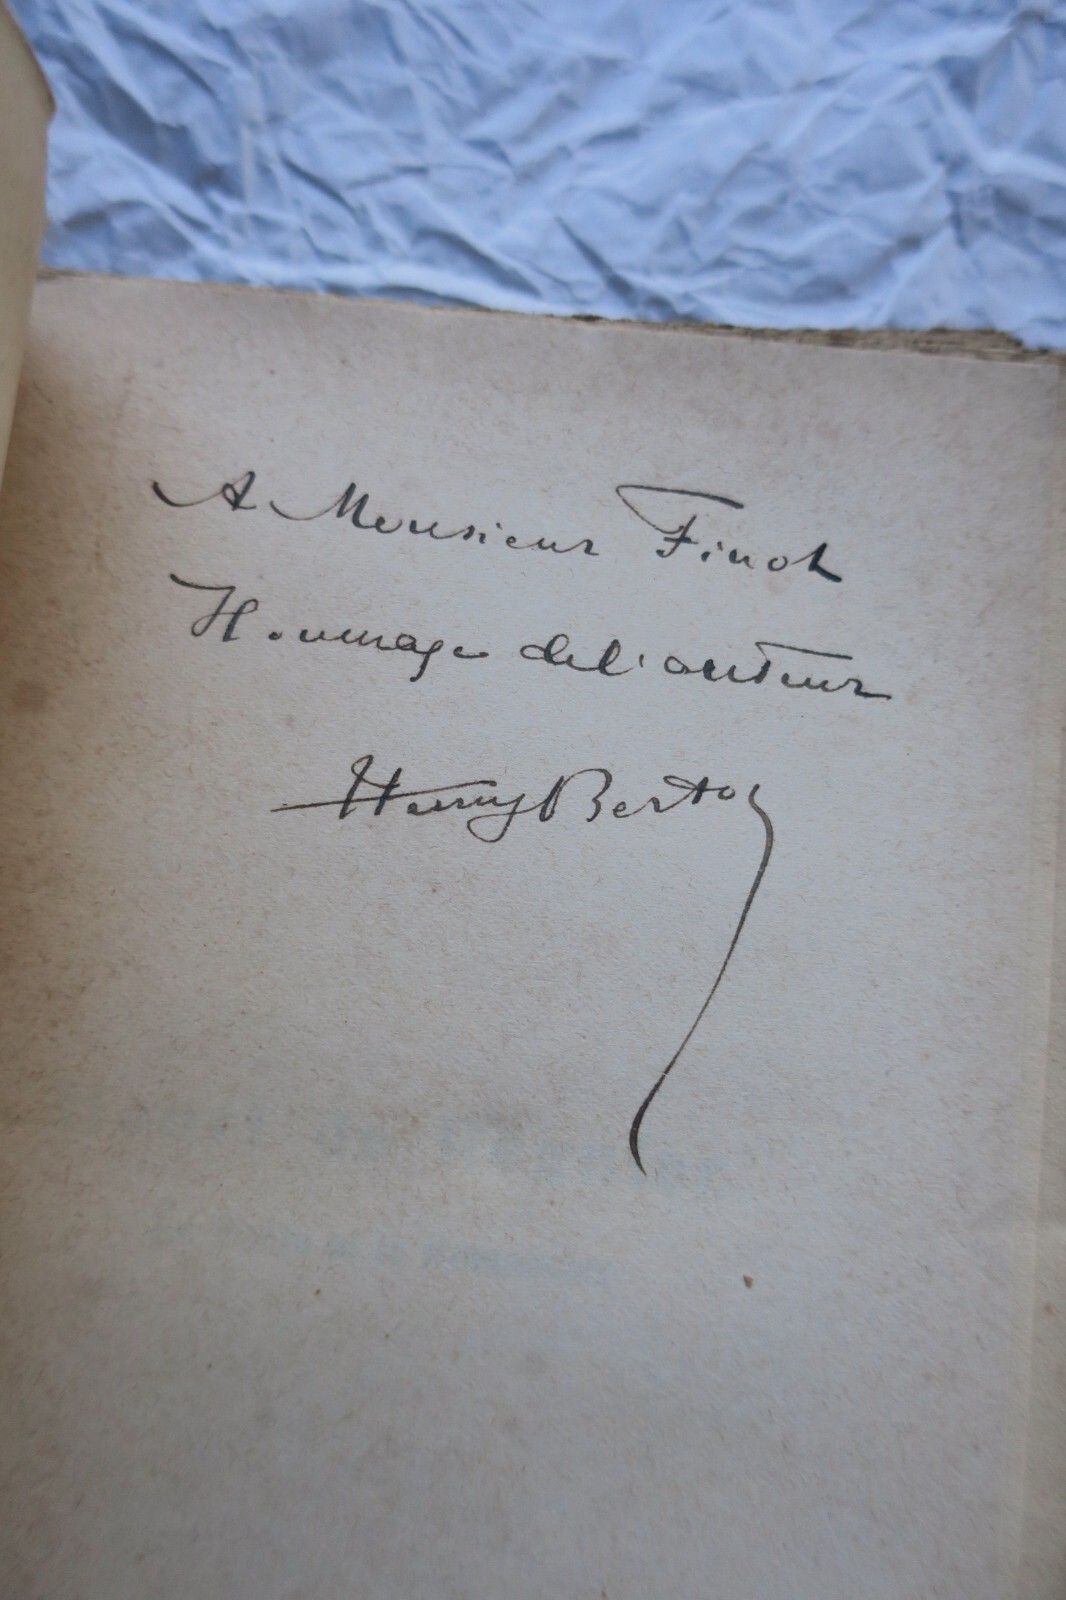 A Monsieur Finot
Hommage de l'auteur
Henry Berton